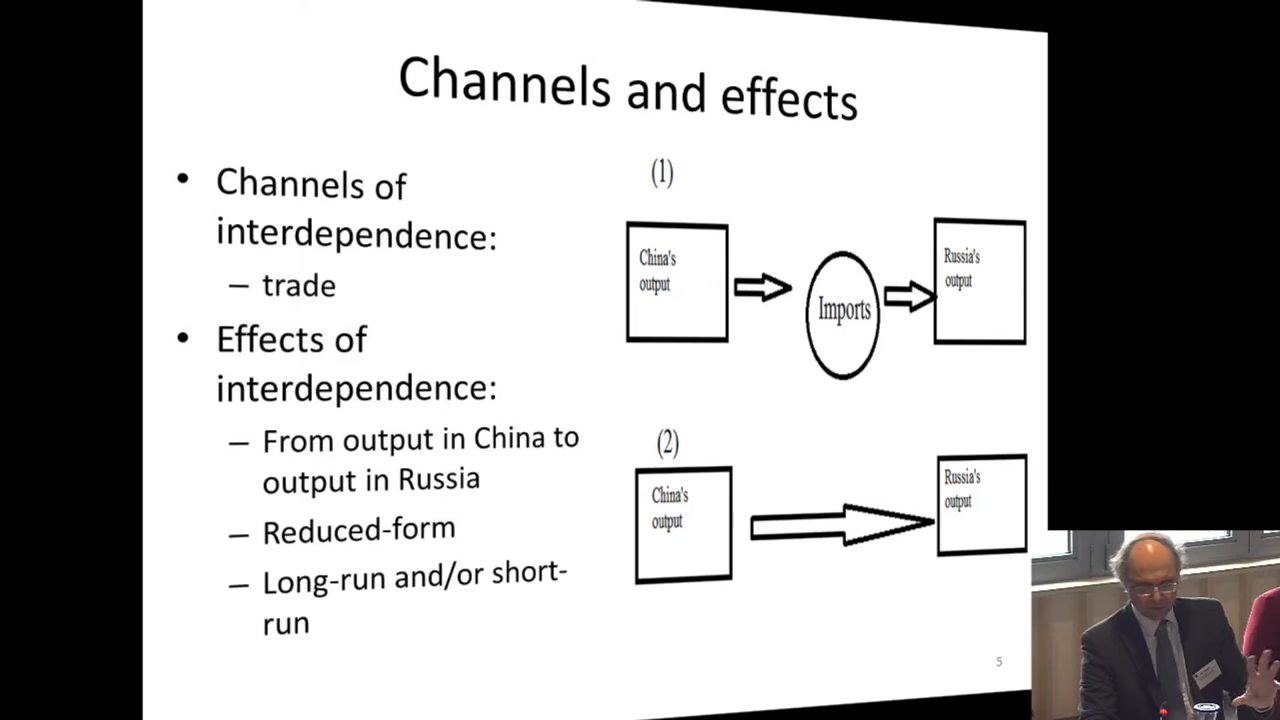 Channels and effects
• Channels of
interdependence:
– trade
• Effects of
interdependence:
– From output in China to
output in Russia
– Reduced-form
– Long-run and/or short-
run
(1)
China's
output
Imports
Russia's
output
(2)
China's
output
Russia's
output
5